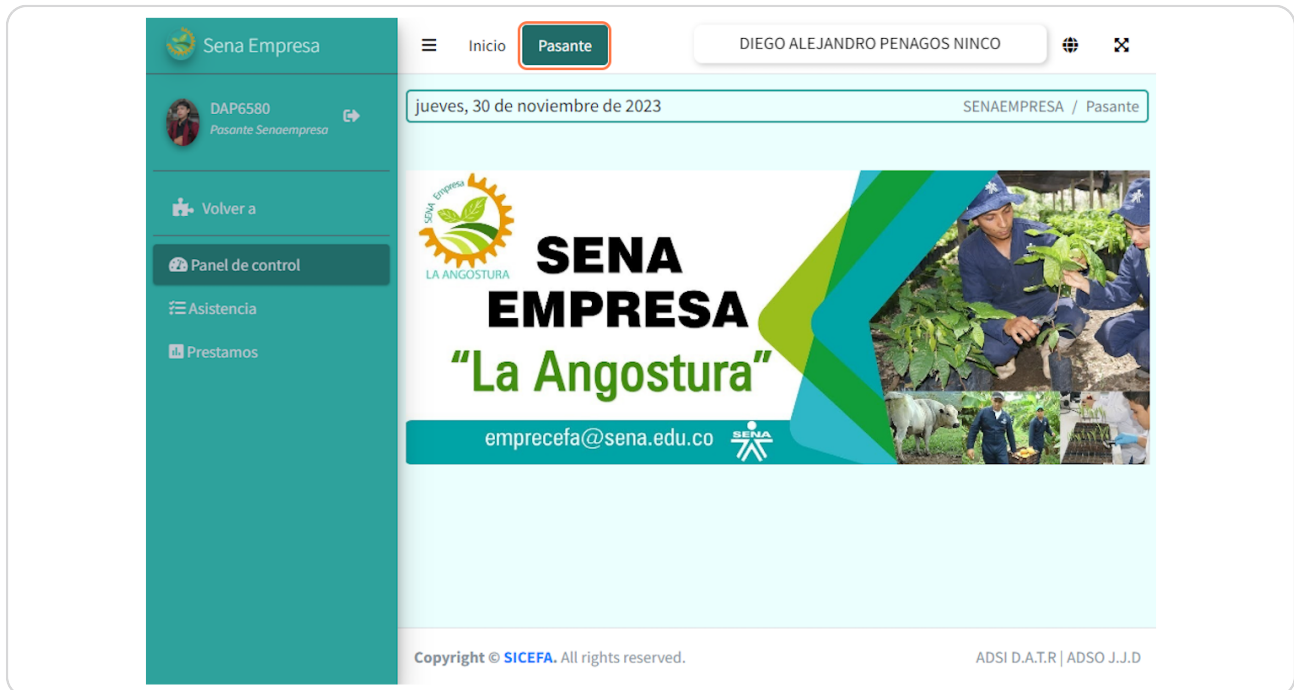 Sena Empresa
Inicio
Pasante
DIEGO ALEJANDRO PENAGOS NINCO
DAP6580
Pasante Senaempresa
Volver a
Panel de control
Asistencia
Prestamos
jueves, 30 de noviembre de 2023
SENAEMPRESA / Pasante
SENA Empresa
LA ANGOSTURA
SENA
EMPRESA
“La Angostura”
emprecefa@sena.edu.co
SENA
Copyright © SICEFA. All rights reserved.
ADSI D.A.T.R | ADSO J.J.D